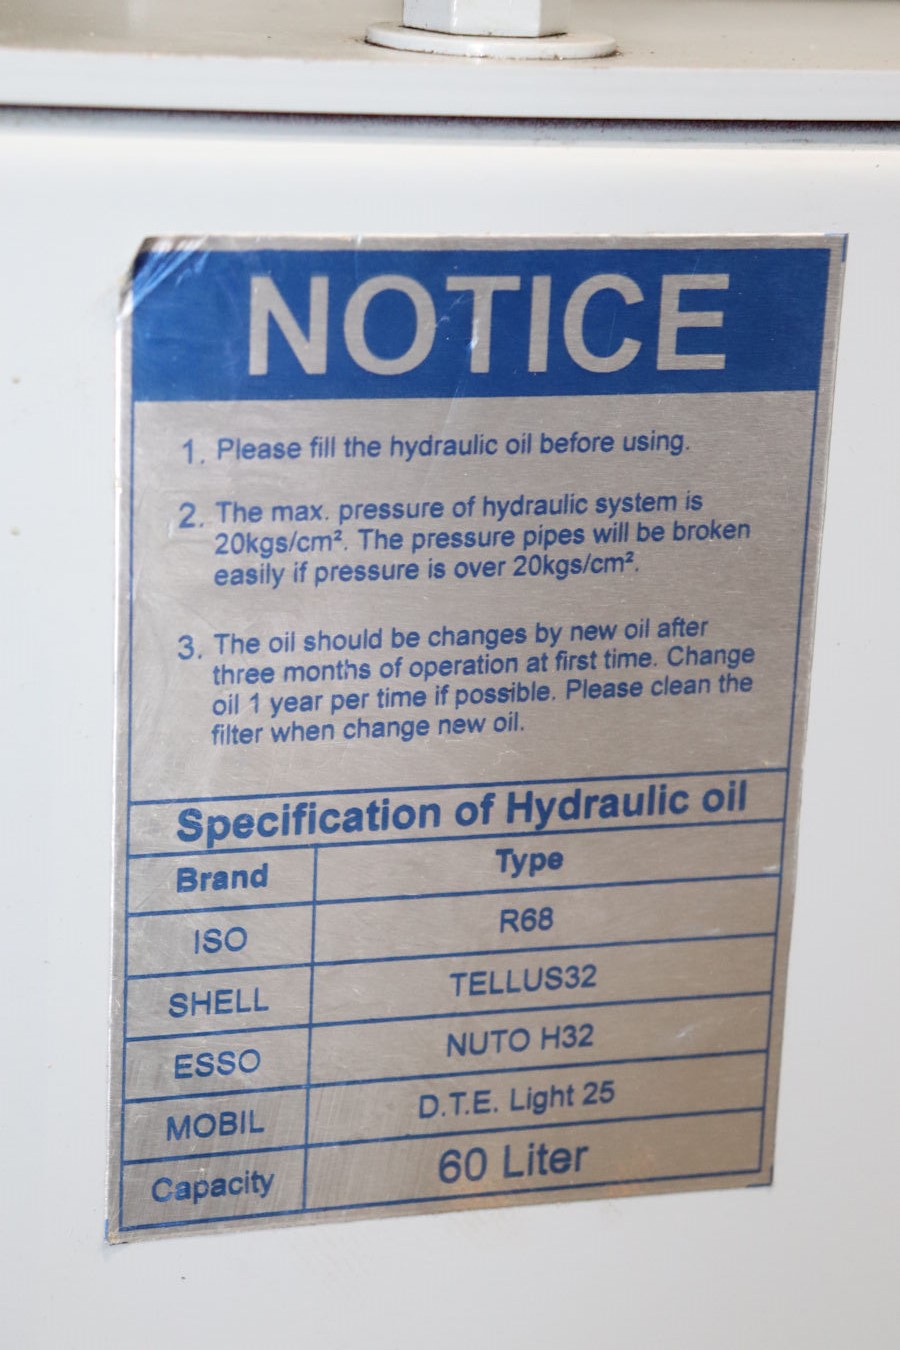 NOTICE
1. Please fill the hydraulic oil before using.
2. The max. pressure of hydraulic system is
20kgs/cm². The pressure pipes will be broken
easily if pressure is over 20kgs/cm².
3. The oil should be changes by new oil after
three months of operation at first time. Change
oil 1 year per time if possible. Please clean the
filter when change new oil.
Specification of Hydraulic oil
Brand Type
ISO R68
SHELL TELLUS32
ESSO NUTO H32
MOBIL D.T.E. Light 25
Capacity 60 Liter